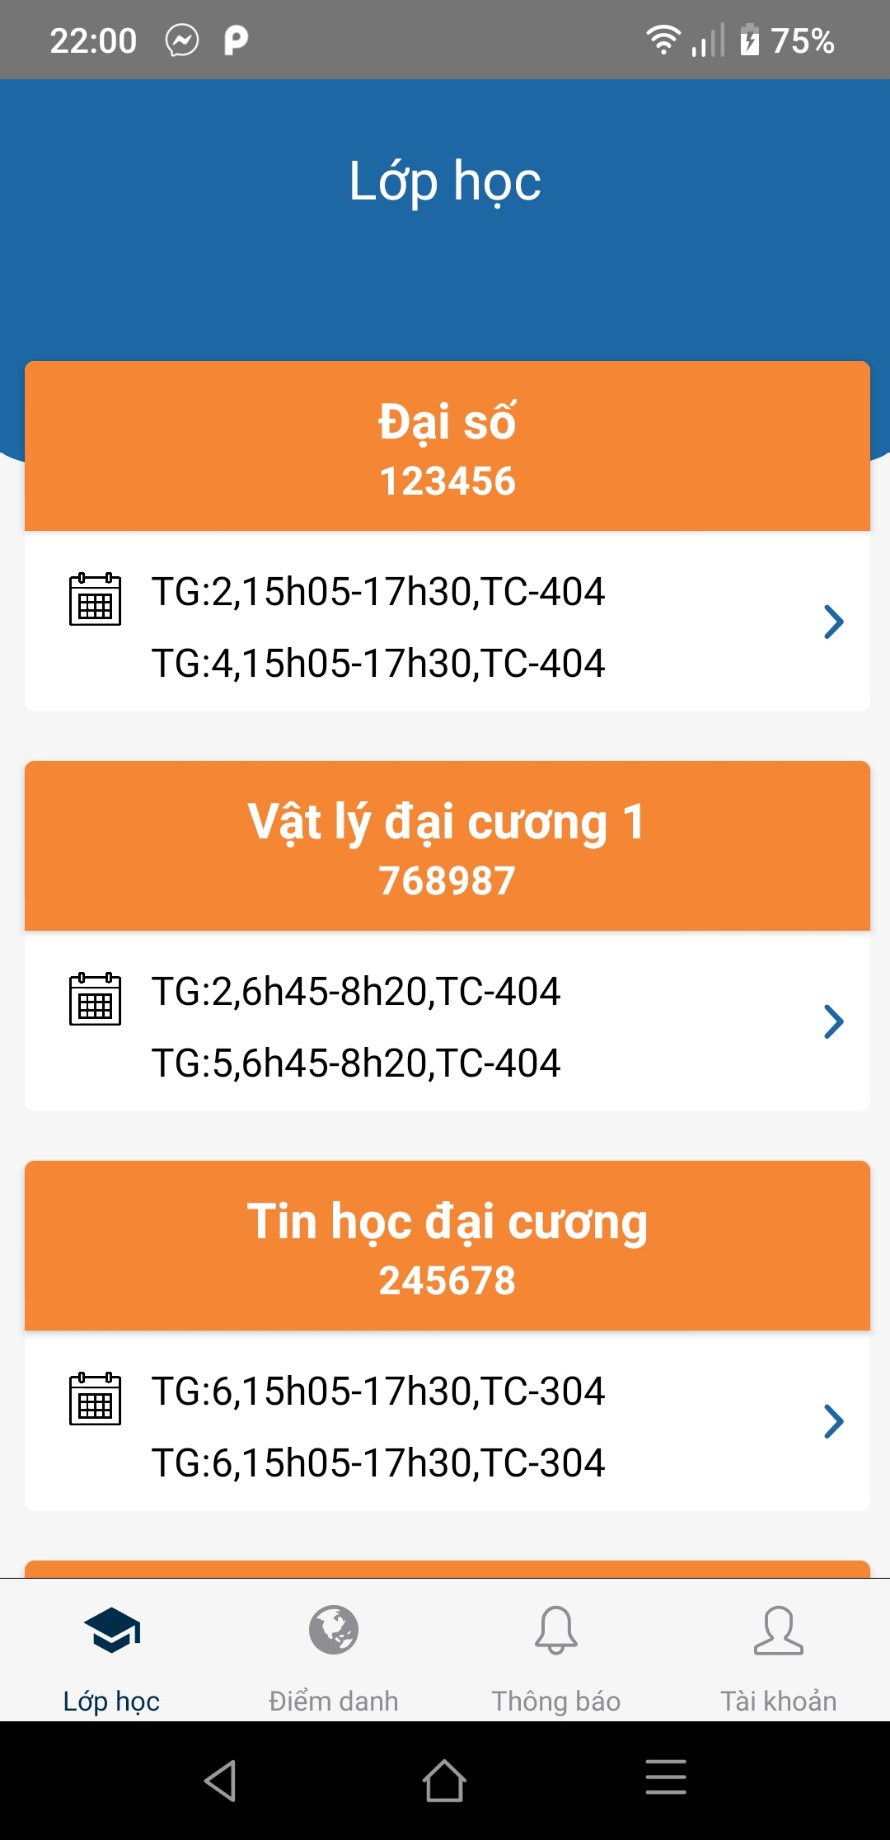 22:00 75%
Lớp học
Đại số
123456
TG:2,15h05-17h30,TC-404
TG:4,15h05-17h30,TC-404
Vật lý đại cương 1
768987
TG:2,6h45-8h20,TC-404
TG:5,6h45-8h20,TC-404
Tin học đại cương
245678
TG:6,15h05-17h30,TC-304
TG:6,15h05-17h30,TC-304
Lớp học Điểm danh Thông báo Tài khoản